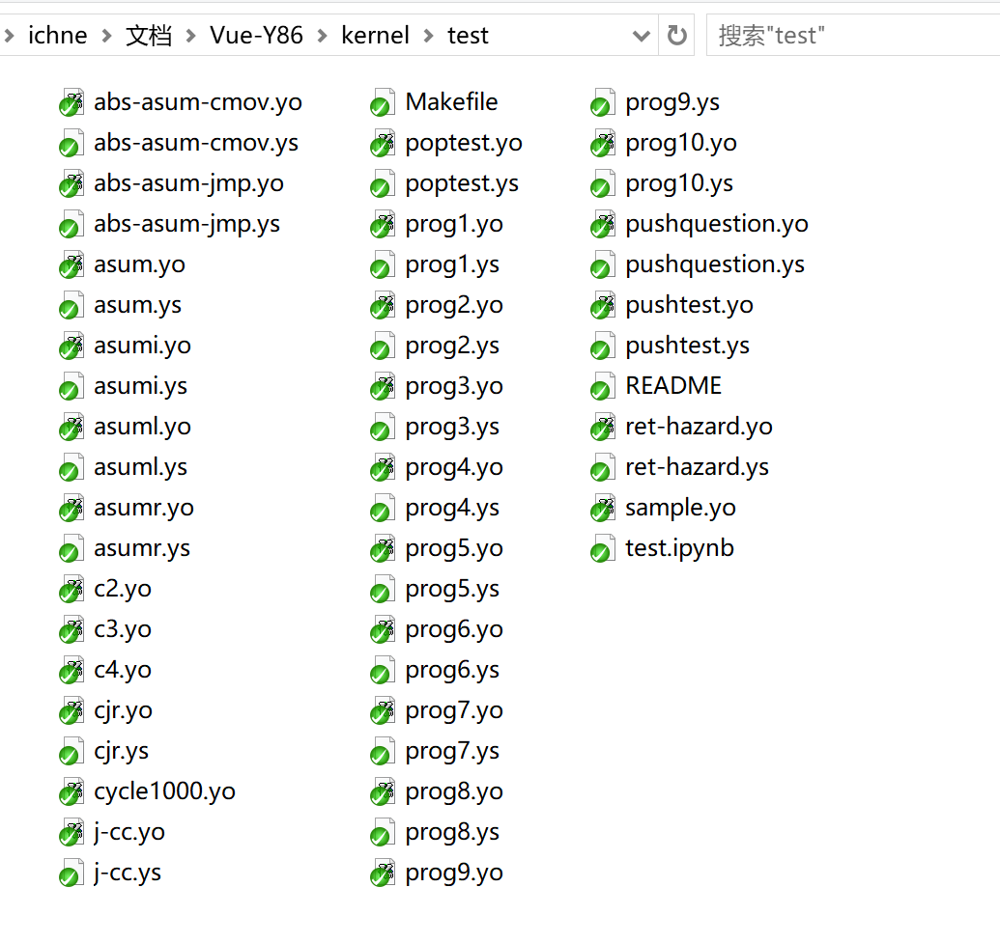 ichne > 文档 > Vue-Y86 > kernel > test
搜索"test"
abs-asum-cmov.yo
abs-asum-cmov.ys
abs-asum-jmp.yo
abs-asum-jmp.ys
asum.yo
asum.ys
asumi.yo
asumi.ys
asuml.yo
asuml.ys
asumr.yo
asumr.ys
c2.yo
c3.yo
c4.yo
cjr.yo
cjr.ys
cycle1000.yo
j-cc.yo
j-cc.ys
Makefile
poptest.yo
poptest.ys
prog1.yo
prog1.ys
prog2.yo
prog2.ys
prog3.yo
prog3.ys
prog4.yo
prog4.ys
prog5.yo
prog5.ys
prog6.yo
prog6.ys
prog7.yo
prog7.ys
prog8.yo
prog8.ys
prog9.yo
prog9.ys
prog10.yo
prog10.ys
pushquestion.yo
pushquestion.ys
pushtest.yo
pushtest.ys
README
ret-hazard.yo
ret-hazard.ys
sample.yo
test.ipynb